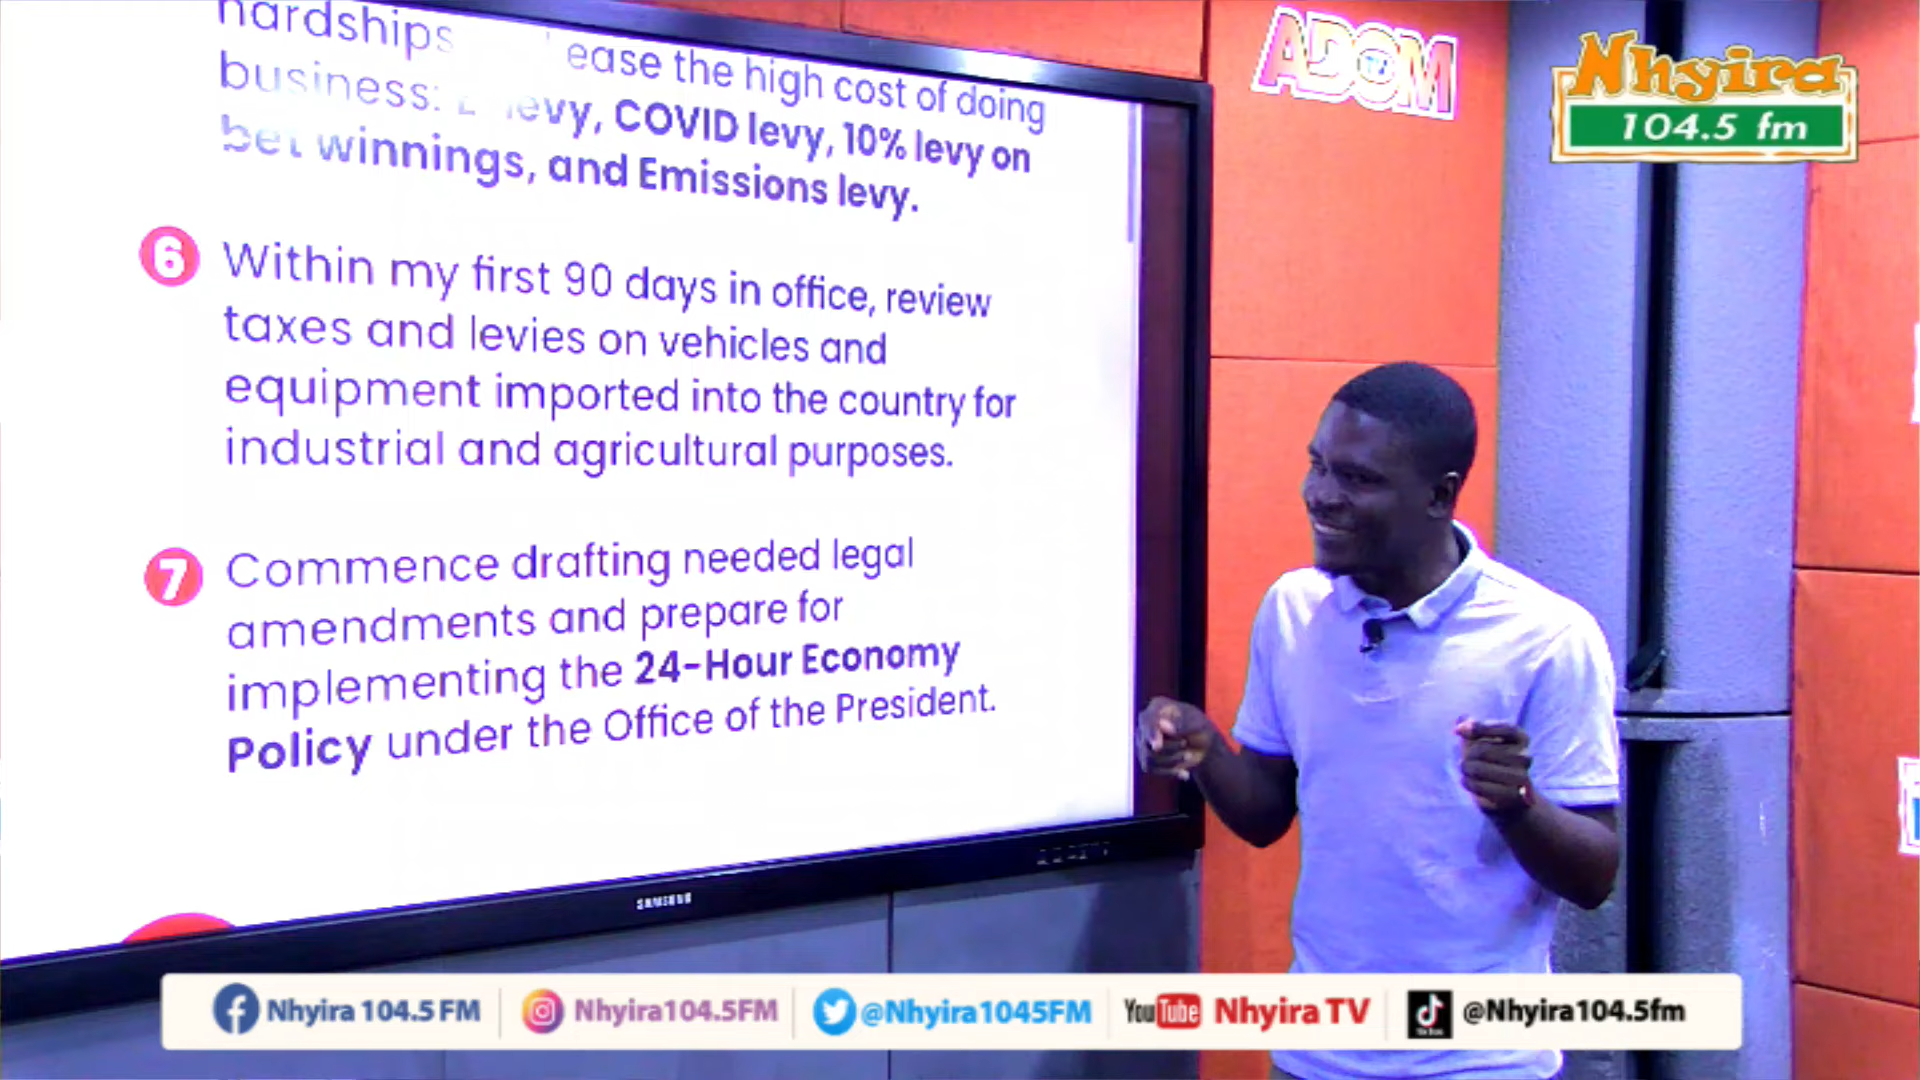 hardships ease the high cost of doing
business: levy, COVID levy, 10% levy on
bet winnings, and Emissions levy.
6 Within my first 90 days in office, review
taxes and levies on vehicles and
equipment imported into the country for
industrial and agricultural purposes.
7 Commence drafting needed legal
amendments and prepare for
implementing the 24-Hour Economy
Policy under the Office of the President.
SAMSUNG
ADOM
TV
Nhyira
104.5 fm
Nhyira 104.5 FM
Nhyira104.5FM
@Nhyira1045FM
YouTube Nhyira TV
@Nhyira104.5fm